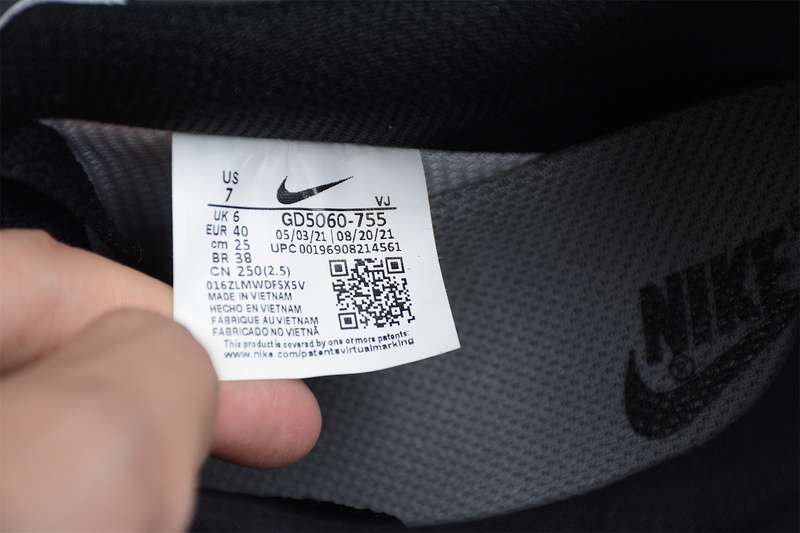 US
7
VJ
UK 6
EUR 40
cm 25
BR 38
CN 250(2.5)
GD5060-755
05/03/21 | 08/20/21
UPC 00196908214561
016ZLMWDFSX5V
MADE IN VIETNAM
HECHO EN VIETNAM
FABRIQUE AU VIETNAM
FABRICADO NO VIETNÃ
This product is covered by one or more patents:
www.nike.com/patentsvirtualmarking
NIKE
®